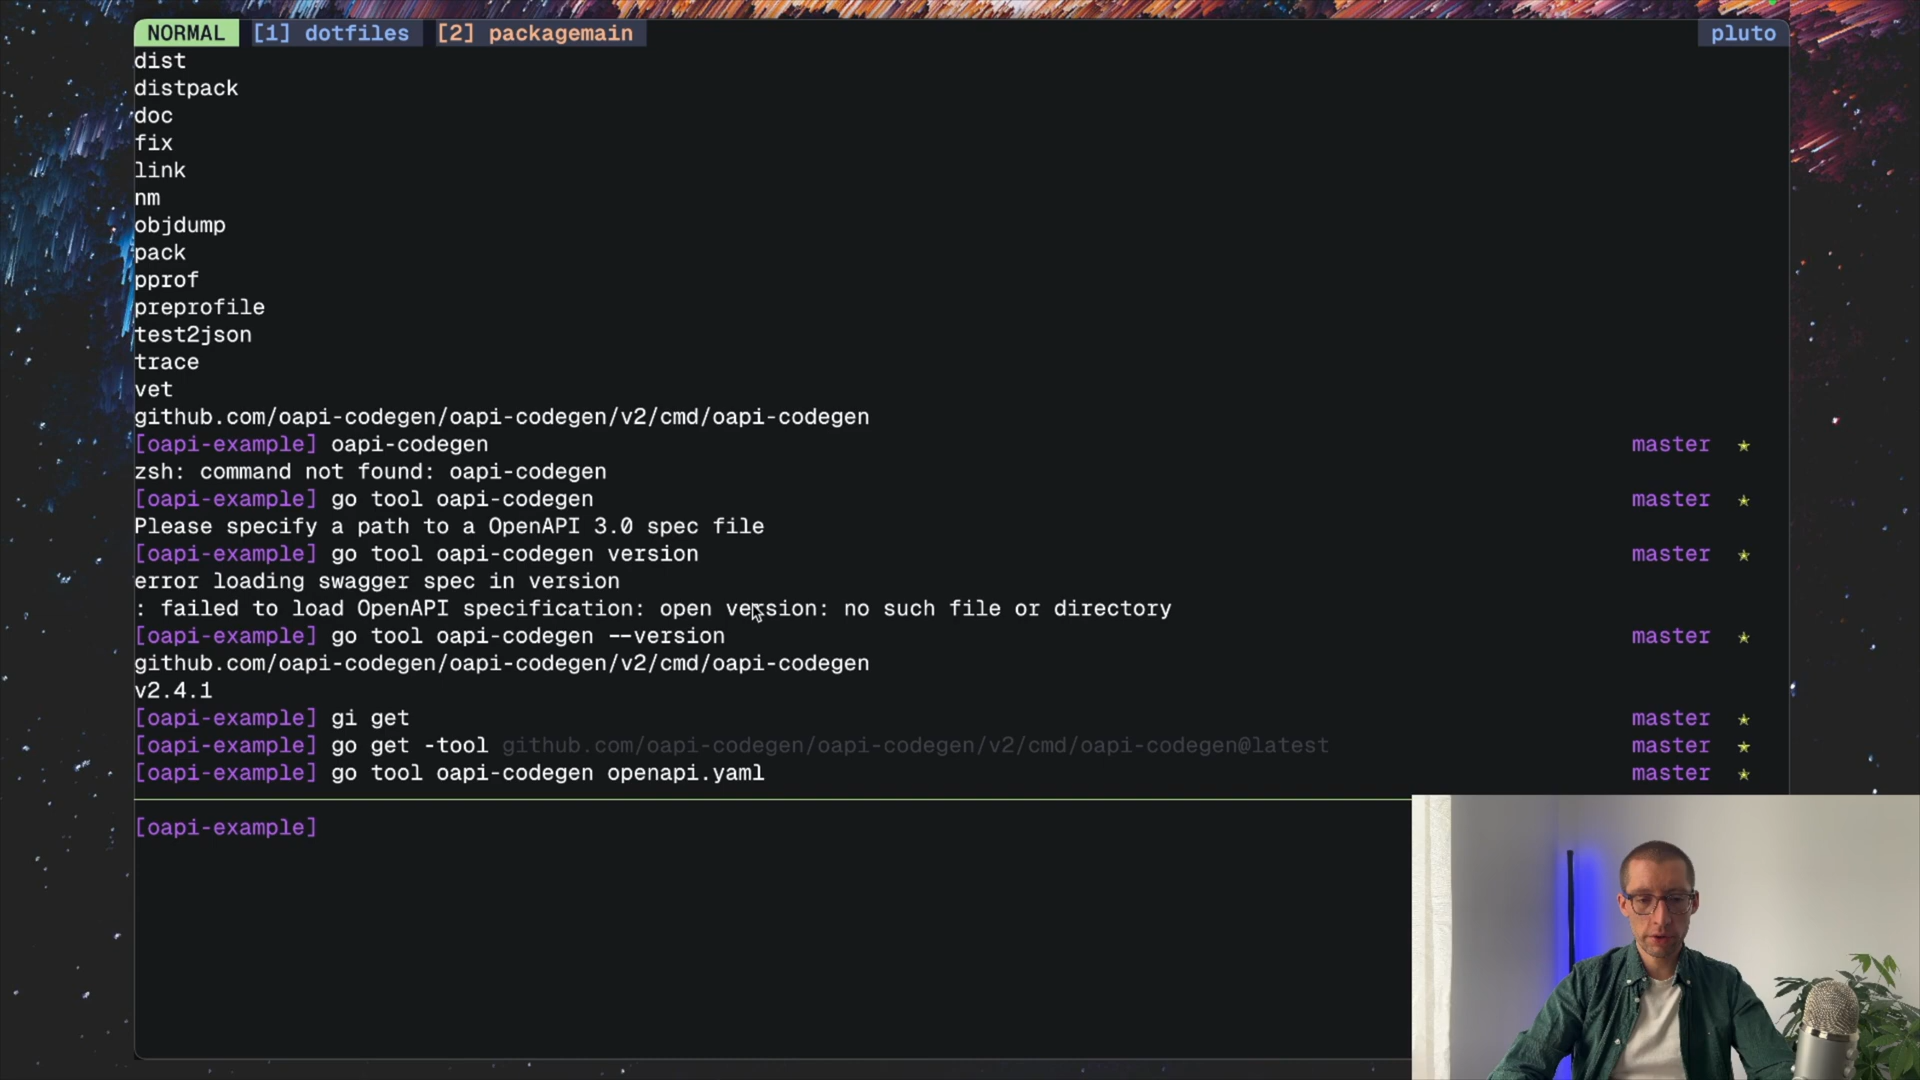 NORMAL [1] dotfiles [2] packagemain pluto
dist
distpack
doc
fix
link
nm
objdump
pack
pprof
preprofile
test2json
trace
vet
github.com/oapi-codegen/oapi-codegen/v2/cmd/oapi-codegen
[oapi-example] oapi-codegen master ★
zsh: command not found: oapi-codegen
[oapi-example] go tool oapi-codegen master ★
Please specify a path to a OpenAPI 3.0 spec file
[oapi-example] go tool oapi-codegen version master ★
error loading swagger spec in version
: failed to load OpenAPI specification: open version: no such file or directory
[oapi-example] go tool oapi-codegen --version master ★
github.com/oapi-codegen/oapi-codegen/v2/cmd/oapi-codegen
v2.4.1
[oapi-example] gi get master ★
[oapi-example] go get -tool github.com/oapi-codegen/oapi-codegen/v2/cmd/oapi-codegen@latest master ★
[oapi-example] go tool oapi-codegen openapi.yaml master ★
[oapi-example]